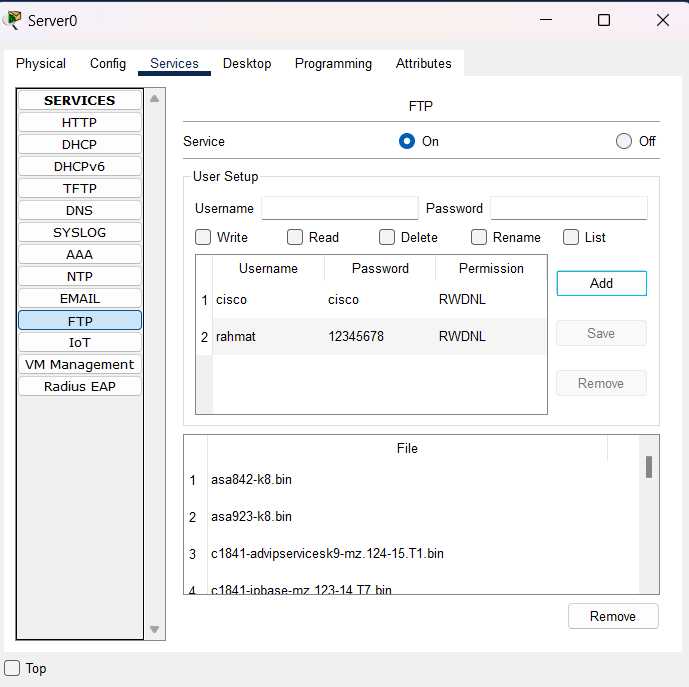 Server0
Physical Config Services Desktop Programming Attributes
SERVICES
HTTP
DHCP
DHCPv6
TFTP
DNS
SYSLOG
AAA
NTP
EMAIL
FTP
IoT
VM Management
Radius EAP
FTP
Service On Off
User Setup
Username Password
Write Read Delete Rename List
Username Password Permission
1 cisco cisco RWDNL
2 rahmat 12345678 RWDNL
Add
Save
Remove
File
1 asa842-k8.bin
2 asa923-k8.bin
3 c1841-advipservicesk9-mz.124-15.T1.bin
4 c1841-ipbase-mz.123-14.T7.bin
Remove
Top